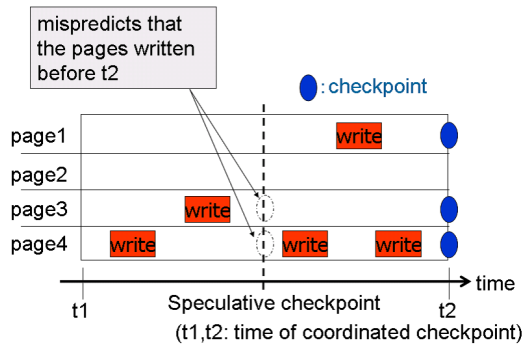 mispredicts that
the pages written
before t2
: checkpoint
page1
write
page2
page3
write
page4
write
write
write
time
t1
Speculative checkpoint
t2
(t1,t2: time of coordinated checkpoint)